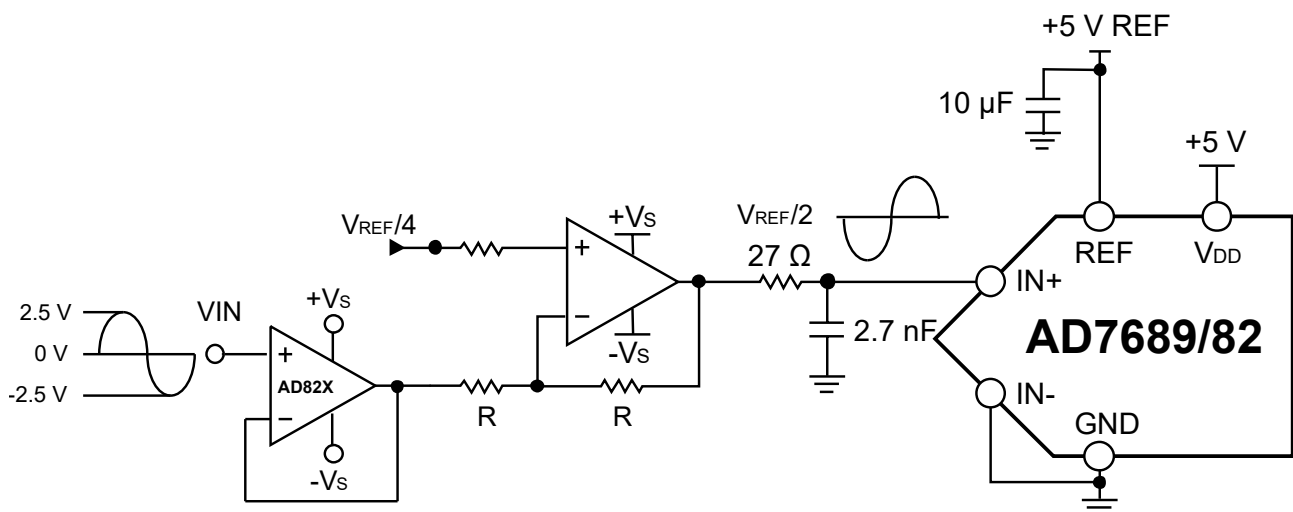 +5 V REF
10 µF
+5 V
VREF/4
+VS
VREF/2
27 Ω
REF
VDD
+
−
IN+
-VS
2.5 V
0 V
-2.5 V
VIN
+VS
+
AD82X
−
-VS
R
R
2.7 nF
AD7689/82
IN-
GND